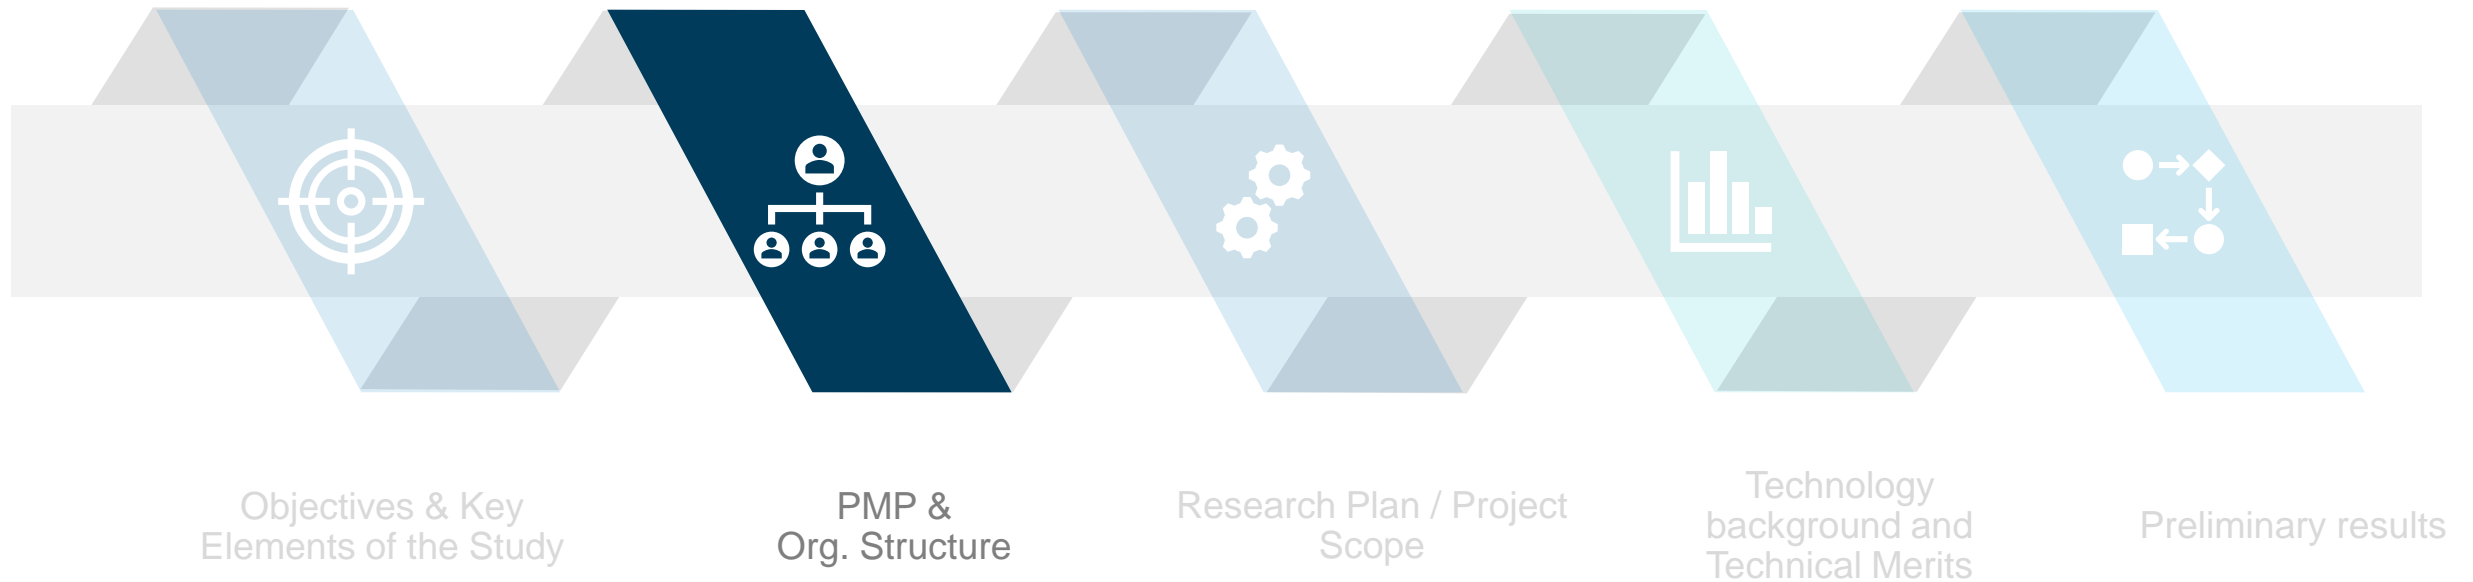 Objectives & Key
Elements of the Study
PMP &
Org. Structure
Research Plan / Project
Scope
Technology
background and
Technical Merits
Preliminary results